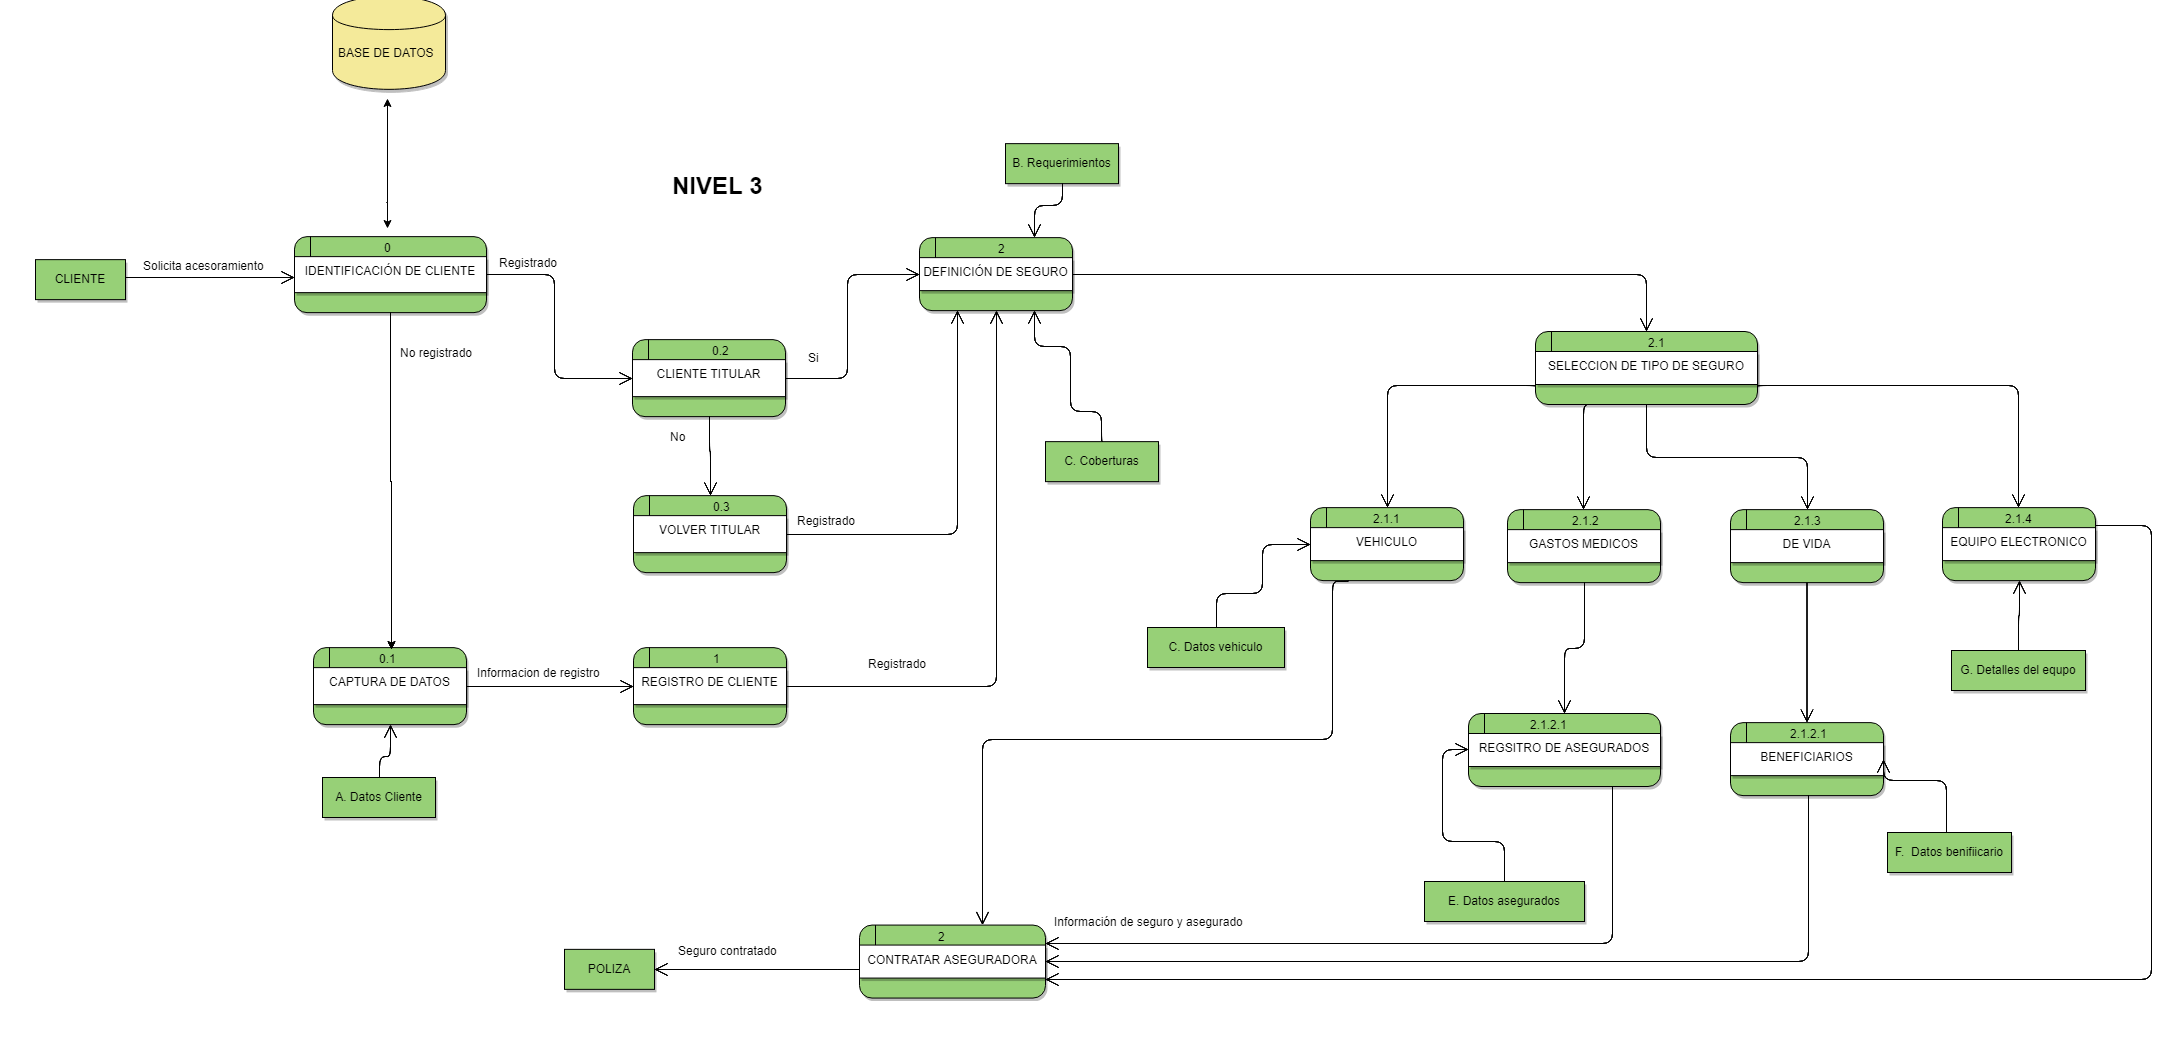 BASE DE DATOS
NIVEL 3
B. Requerimientos
CLIENTE
Solicita acesoramiento
0
IDENTIFICACIÓN DE CLIENTE
Registrado
No registrado
2
DEFINICIÓN DE SEGURO
0.2
CLIENTE TITULAR
Si
No
0.3
VOLVER TITULAR
Registrado
C. Coberturas
2.1
SELECCION DE TIPO DE SEGURO
2.1.1
VEHICULO
2.1.2
GASTOS MEDICOS
2.1.3
DE VIDA
2.1.4
EQUIPO ELECTRONICO
C. Datos vehiculo
G. Detalles del equpo
0.1
CAPTURA DE DATOS
Informacion de registro
1
REGISTRO DE CLIENTE
Registrado
A. Datos Cliente
2.1.2.1
REGSITRO DE ASEGURADOS
2.1.2.1
BENEFICIARIOS
F. Datos benifiicario
E. Datos asegurados
Información de seguro y asegurado
2
CONTRATAR ASEGURADORA
Seguro contratado
POLIZA